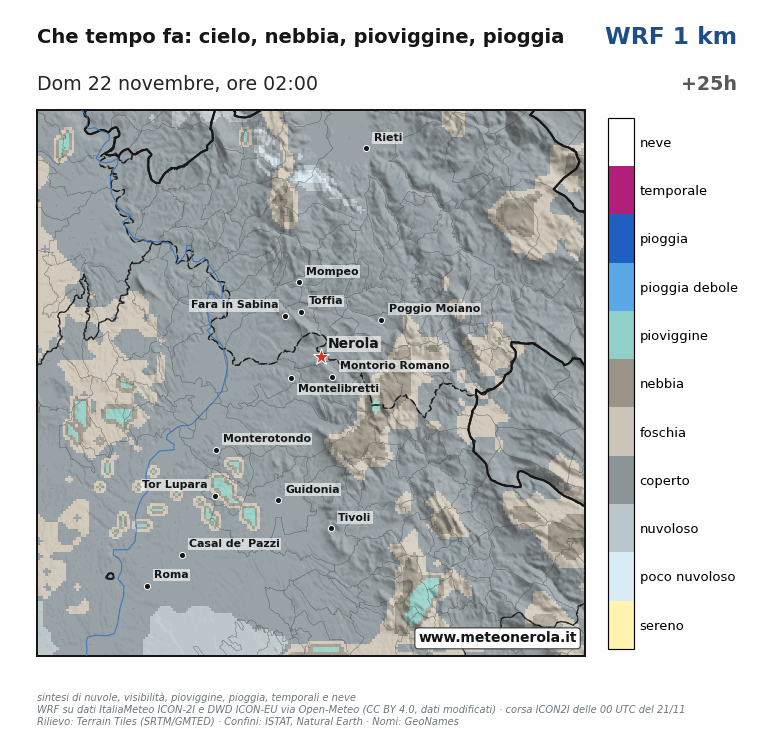 Che tempo fa: cielo, nebbia, pioviggine, pioggia
WRF 1 km
Dom 22 novembre, ore 02:00
+25h
Rieti
Mompeo
Toffia
Fara in Sabina
Poggio Moiano
Nerola
Montorio Romano
Montelibretti
Monterotondo
Tor Lupara
Guidonia
Tivoli
Casal de' Pazzi
Roma
www.meteonerola.it
neve
temporale
pioggia
pioggia debole
pioviggine
nebbia
foschia
coperto
nuvoloso
poco nuvoloso
sereno
sintesi di nuvole, visibilità, pioviggine, pioggia, temporali e neve
WRF su dati ItaliaMeteo ICON-2I e DWD ICON-EU via Open-Meteo (CC BY 4.0, dati modificati) · corsa ICON2I delle 00 UTC del 21/11
Rilievo: Terrain Tiles (SRTM/GMTED) · Confini: ISTAT, Natural Earth · Nomi: GeoNames